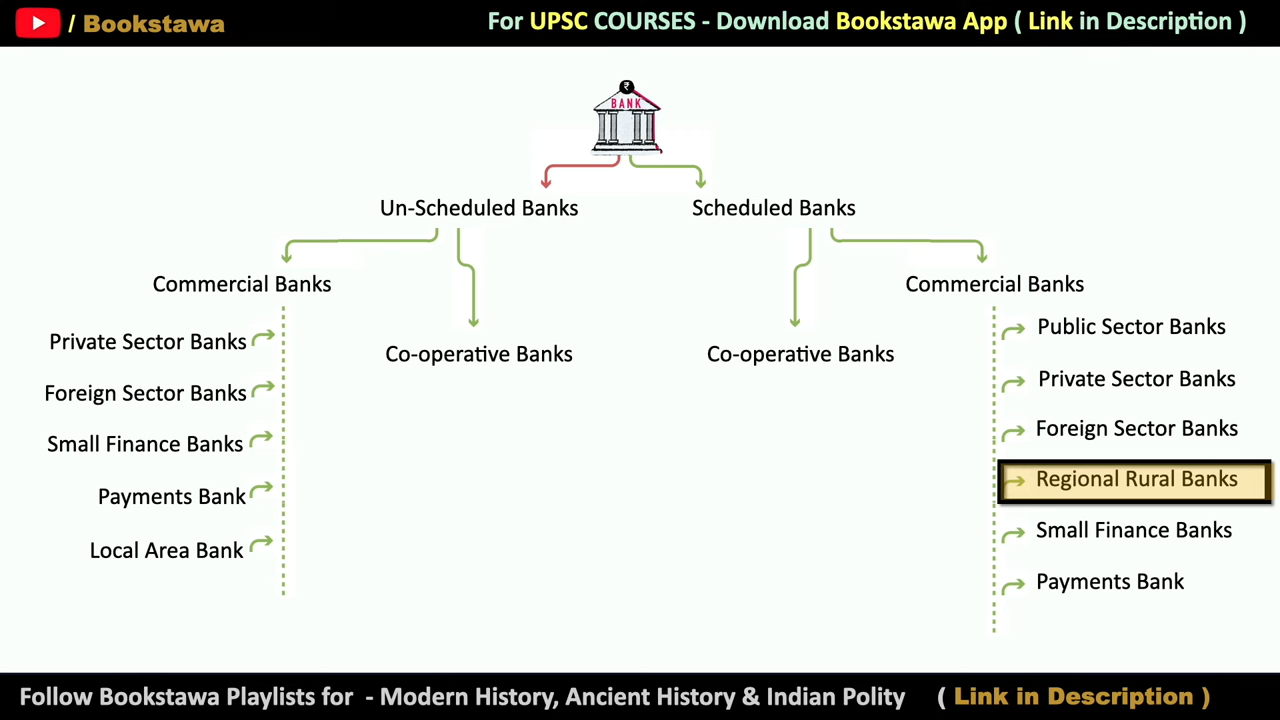 / Bookstawa
For UPSC COURSES - Download Bookstawa App ( Link in Description )
BANK
Un-Scheduled Banks
Scheduled Banks
Commercial Banks
Private Sector Banks
Foreign Sector Banks
Small Finance Banks
Payments Bank
Local Area Bank
Co-operative Banks
Co-operative Banks
Commercial Banks
Public Sector Banks
Private Sector Banks
Foreign Sector Banks
Regional Rural Banks
Small Finance Banks
Payments Bank
Follow Bookstawa Playlists for - Modern History, Ancient History & Indian Polity ( Link in Description )